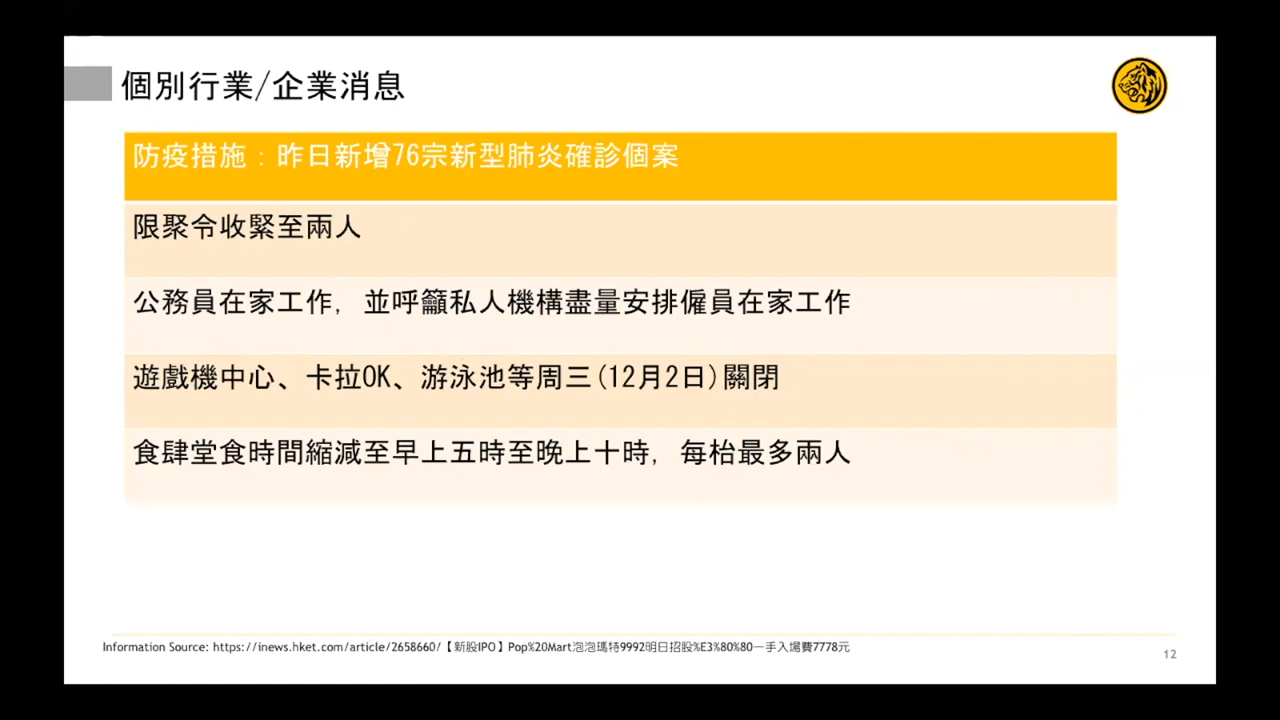 個別行業/企業消息
防疫措施：昨日新增76宗新型肺炎確診個案
限聚令收緊至兩人
公務員在家工作, 並呼籲私人機構盡量安排僱員在家工作
遊戲機中心、卡拉OK、游泳池等周三(12月2日)關閉
食肆堂食時間縮減至早上五時至晚上十時, 每枱最多兩人
Information Source: https://inews.hket.com/article/2658660/【新股IPO】Pop%20Mart泡泡瑪特9992明日招股%E3%80%80一手入場費7778元
12